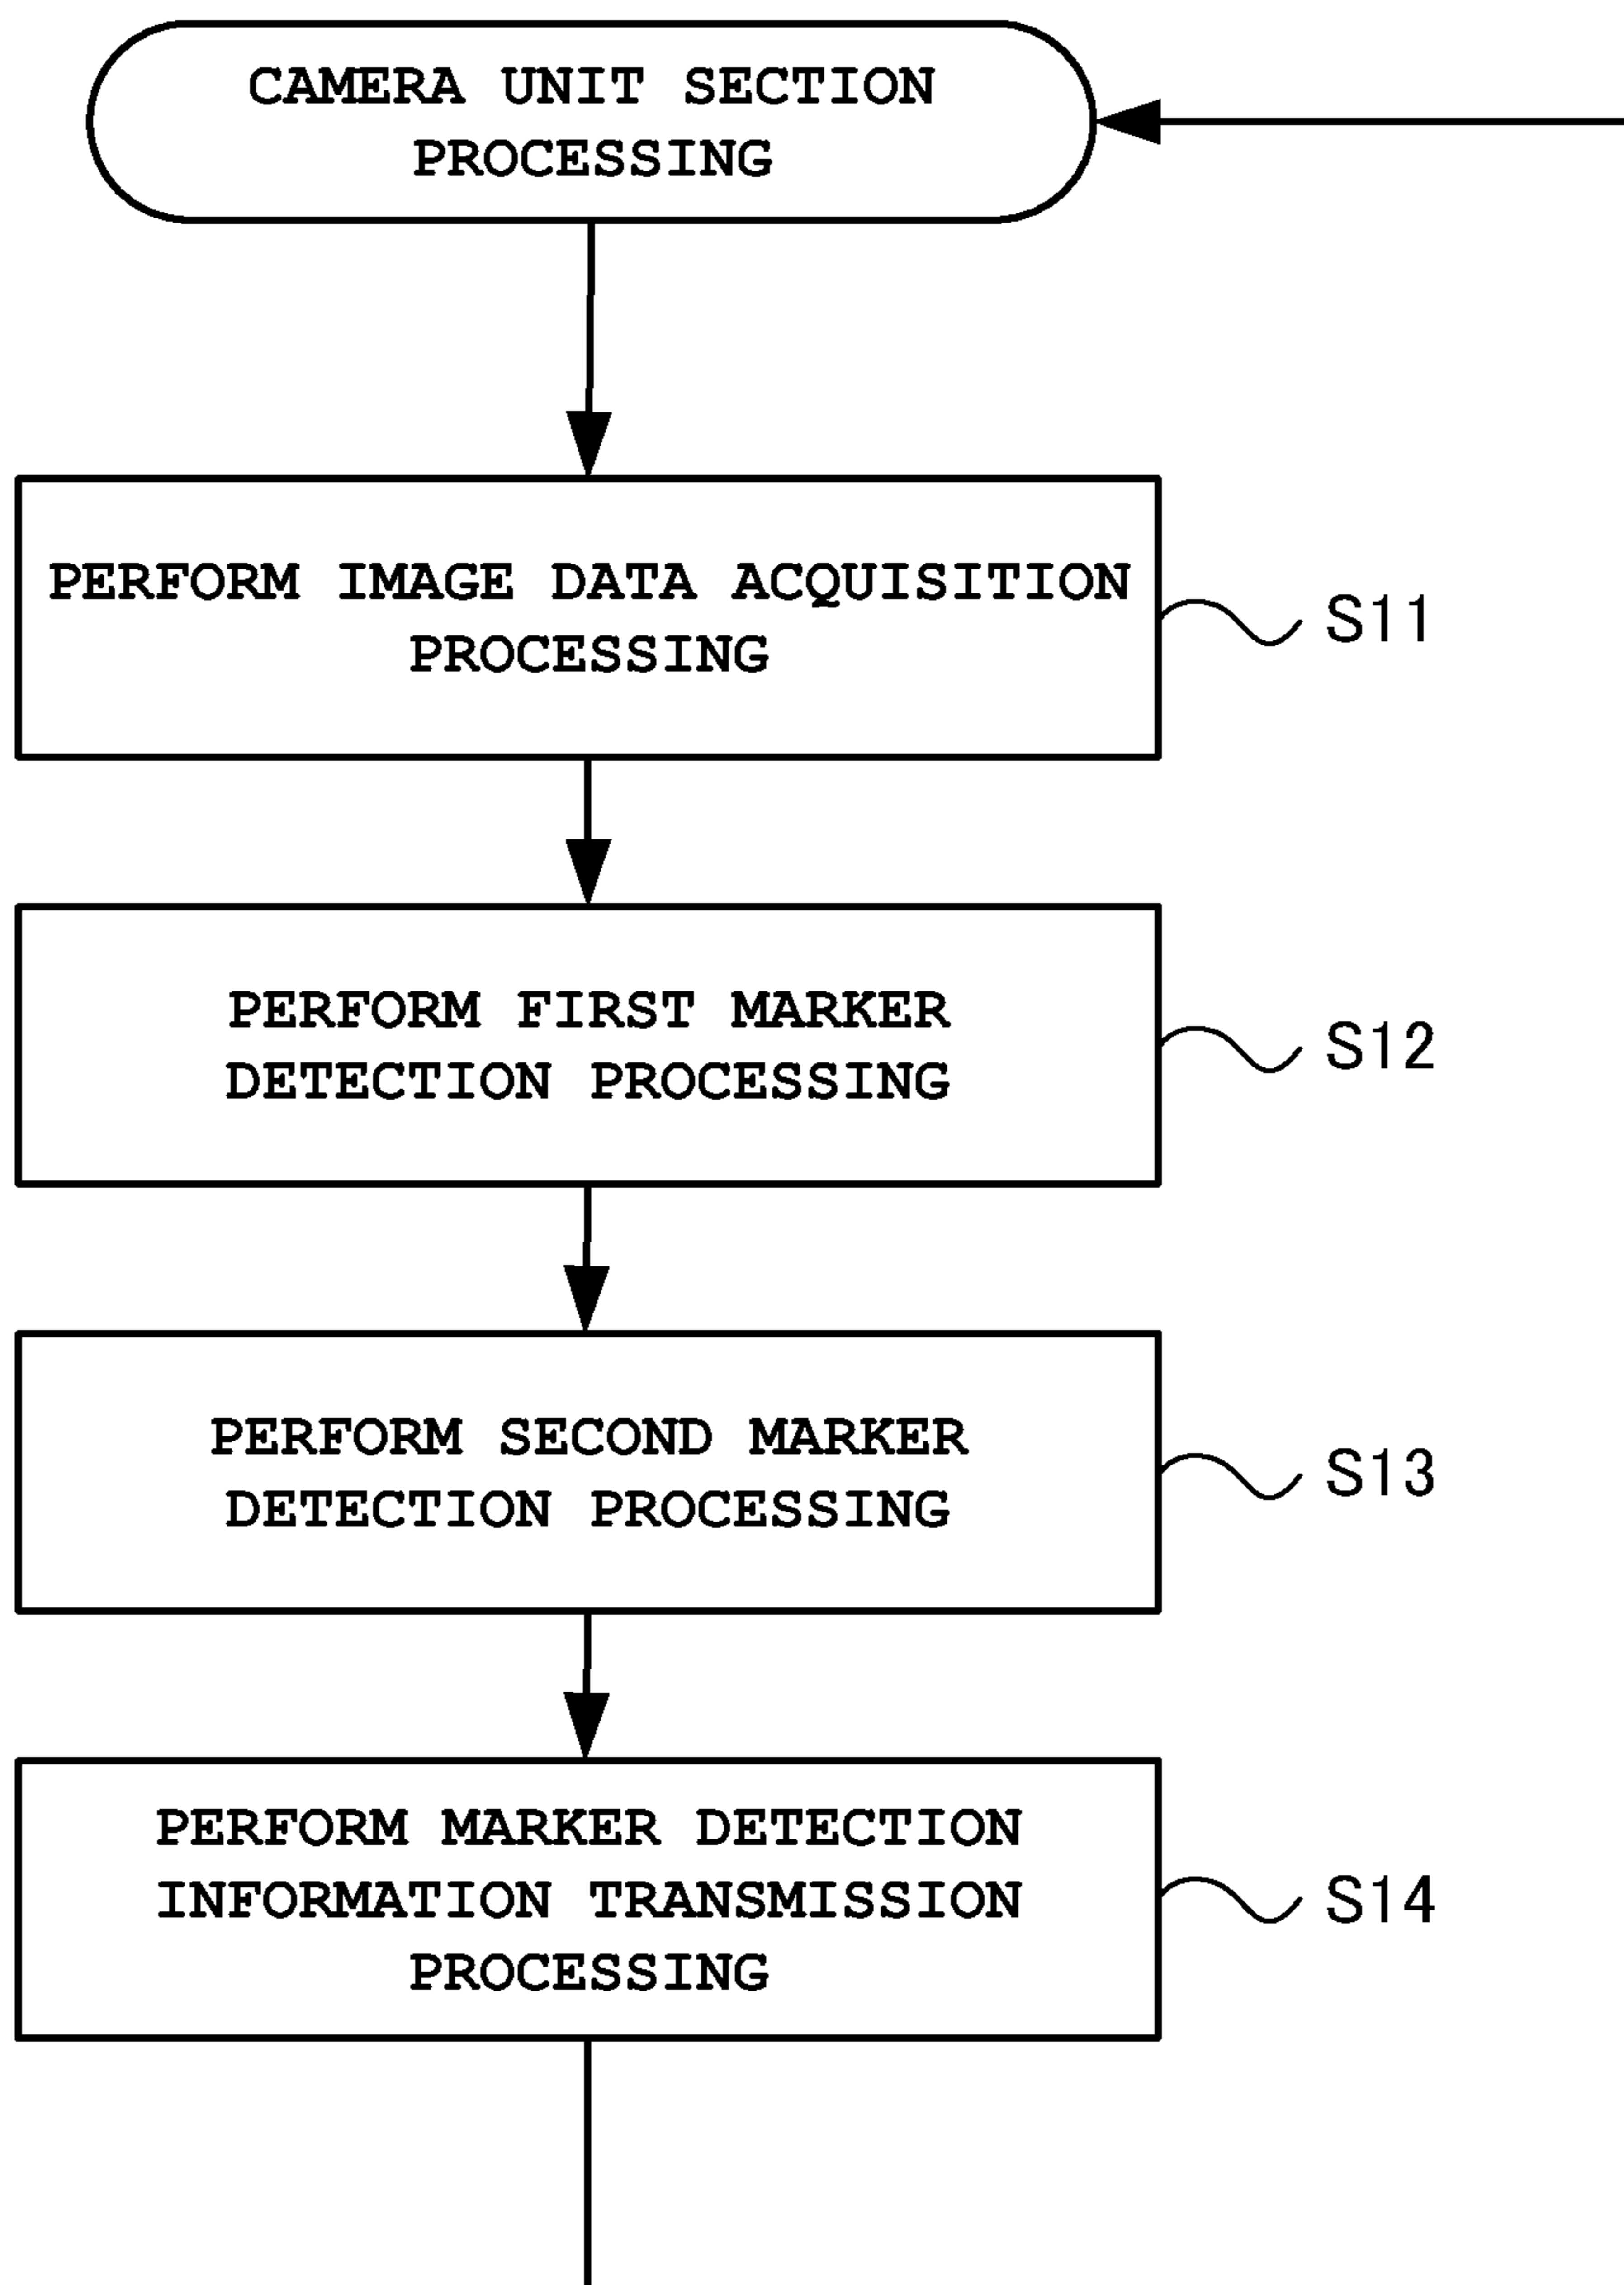 CAMERA UNIT SECTION
PROCESSING
PERFORM IMAGE DATA ACQUISITION
PROCESSING
S11
PERFORM FIRST MARKER
DETECTION PROCESSING
S12
PERFORM SECOND MARKER
DETECTION PROCESSING
S13
PERFORM MARKER DETECTION
INFORMATION TRANSMISSION
PROCESSING
S14